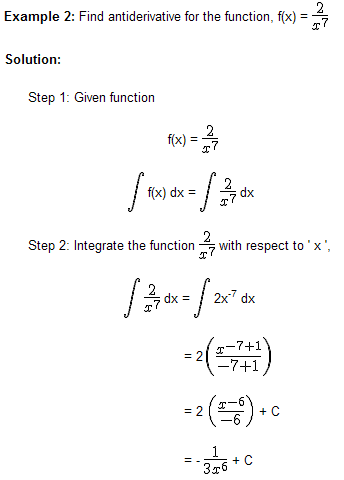 Example 2: Find antiderivative for the function, f(x) = 2/x^7
Solution:
Step 1: Given function
f(x) = 2/x^7
∫ f(x) dx = ∫ 2/x^7 dx
Step 2: Integrate the function 2/x^7 with respect to ' x ',
∫ 2/x^7 dx = ∫ 2x^-7 dx
= 2(x^(-7+1)/(-7+1))
= 2(x^-6/-6) + C
= - 1/(3x^6) + C